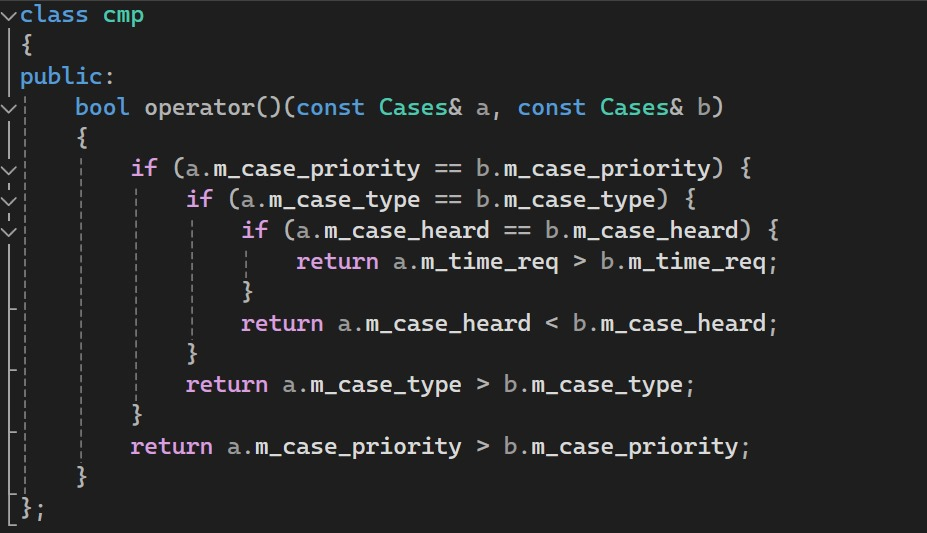 class cmp
{
public:
    bool operator()(const Cases& a, const Cases& b)
    {
        if (a.m_case_priority == b.m_case_priority) {
            if (a.m_case_type == b.m_case_type) {
                if (a.m_case_heard == b.m_case_heard) {
                    return a.m_time_req > b.m_time_req;
                }
                return a.m_case_heard < b.m_case_heard;
            }
            return a.m_case_type > b.m_case_type;
        }
        return a.m_case_priority > b.m_case_priority;
    }
};